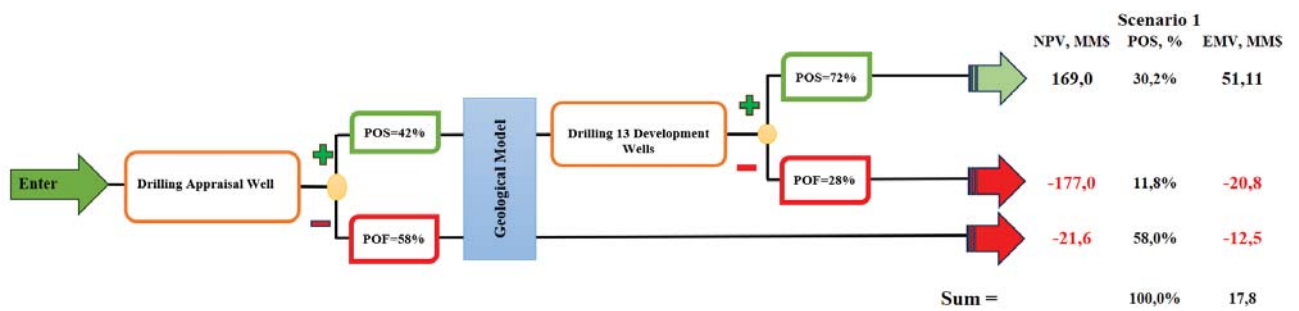 Scenario 1
NPV, MM$ POS, % EMV, MM$
POS=72%
169,0 30,2% 51,11
POS=42%
Geological Model
Drilling 13 Development
Wells
Enter
Drilling Appraisal Well
POF=28%
-177,0 11,8% -20,8
POF=58%
-21,6 58,0% -12,5
Sum = 100,0% 17,8